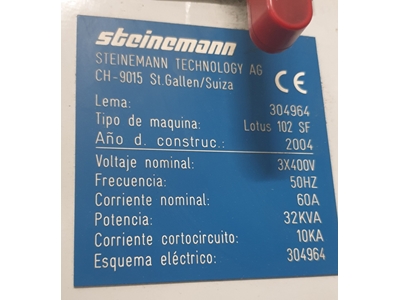 steinemann
STEINEMANN TECHNOLOGY AG
CH-9015 St.Gallen/Suiza
CE
Lema: 304964
Tipo de maquina: Lotus 102 SF
Año d. construc.: 2004
Voltaje nominal: 3X400V
Frecuencia: 50HZ
Corriente nominal: 60A
Potencia: 32KVA
Corriente cortocircuito: 10KA
Esquema eléctrico: 304964